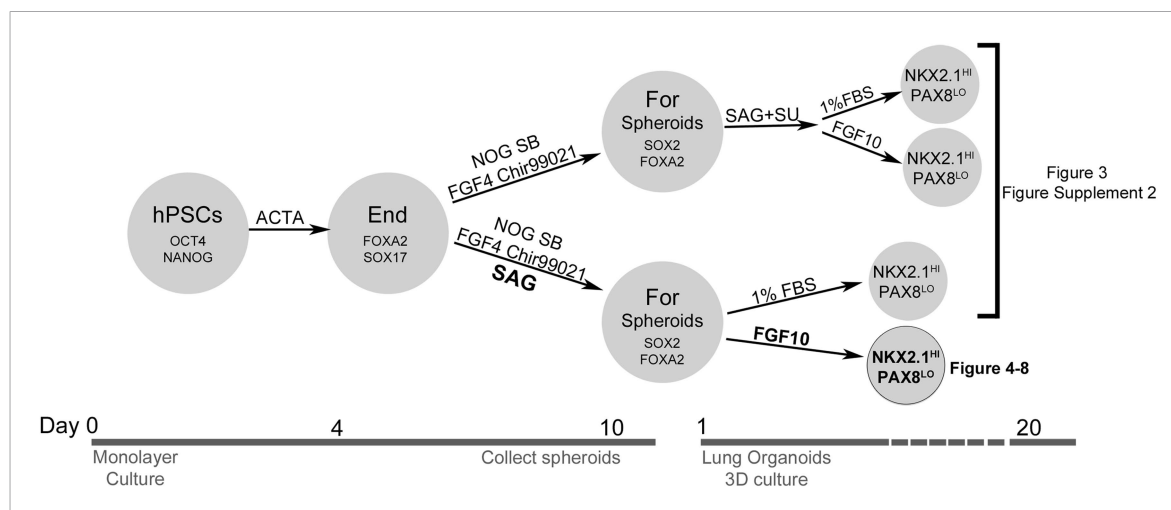 hPSCs
OCT4
NANOG
ACTA
End
FOXA2
SOX17
NOG SB
FGF4 Chir99021
For
Spheroids
SOX2
FOXA2
SAG+SU
1%FBS
FGF10
NKX2.1HI
PAX8LO
NKX2.1HI
PAX8LO
Figure 3
Figure Supplement 2
NOG SB
FGF4 Chir99021
SAG
For
Spheroids
SOX2
FOXA2
1% FBS
FGF10
NKX2.1HI
PAX8LO
NKX2.1HI
PAX8LO
Figure 4-8
Day 0 4 10 1 20
Monolayer
Culture
Collect spheroids
Lung Organoids
3D culture